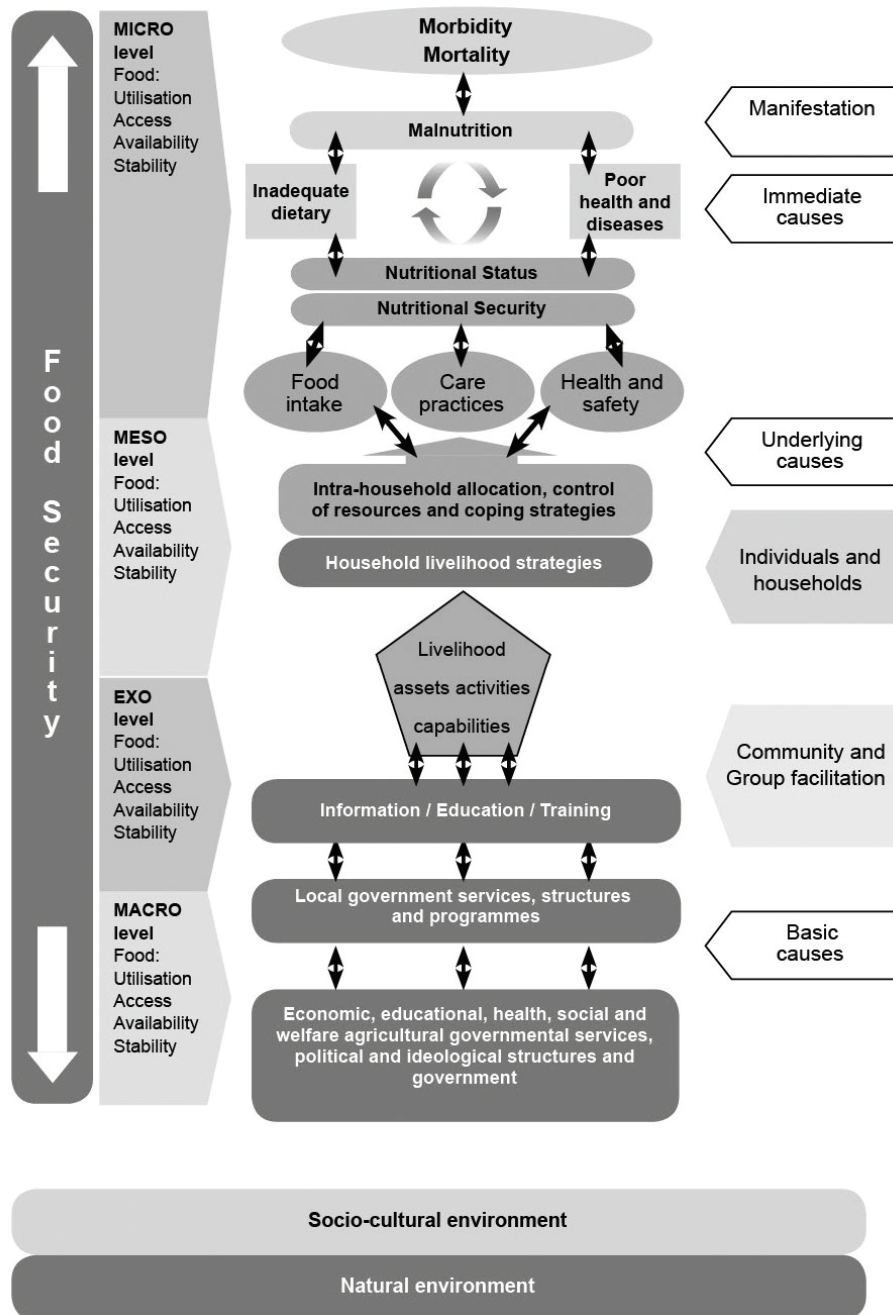 Food Security
MICRO
level
Food:
Utilisation
Access
Availability
Stability
MESO
level
Food:
Utilisation
Access
Availability
Stability
EXO
level
Food:
Utilisation
Access
Availability
Stability
MACRO
level
Food:
Utilisation
Access
Availability
Stability
Morbidity
Mortality
Malnutrition
Inadequate
dietary
Poor
health and
diseases
Nutritional Status
Nutritional Security
Food
intake
Care
practices
Health and
safety
Intra-household allocation, control
of resources and coping strategies
Household livelihood strategies
Livelihood
assets activities
capabilities
Information / Education / Training
Local government services, structures
and programmes
Economic, educational, health, social and
welfare agricultural governmental services,
political and ideological structures and
government
Manifestation
Immediate
causes
Underlying
causes
Individuals and
households
Community and
Group facilitation
Basic
causes
Socio-cultural environment
Natural environment